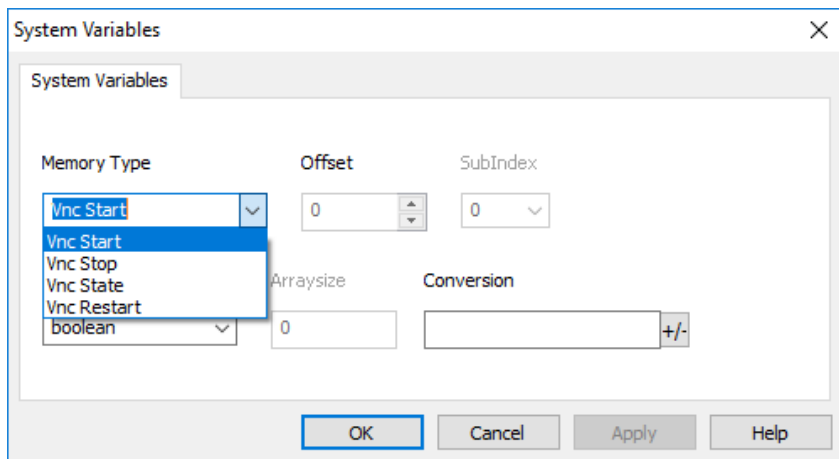 System Variables
System Variables
Memory Type Offset SubIndex
Vnc Start 0 0
Vnc Start
Vnc Stop
Vnc State
Arraysize Conversion
Vnc Restart
boolean 0 +/-
OK Cancel Apply Help